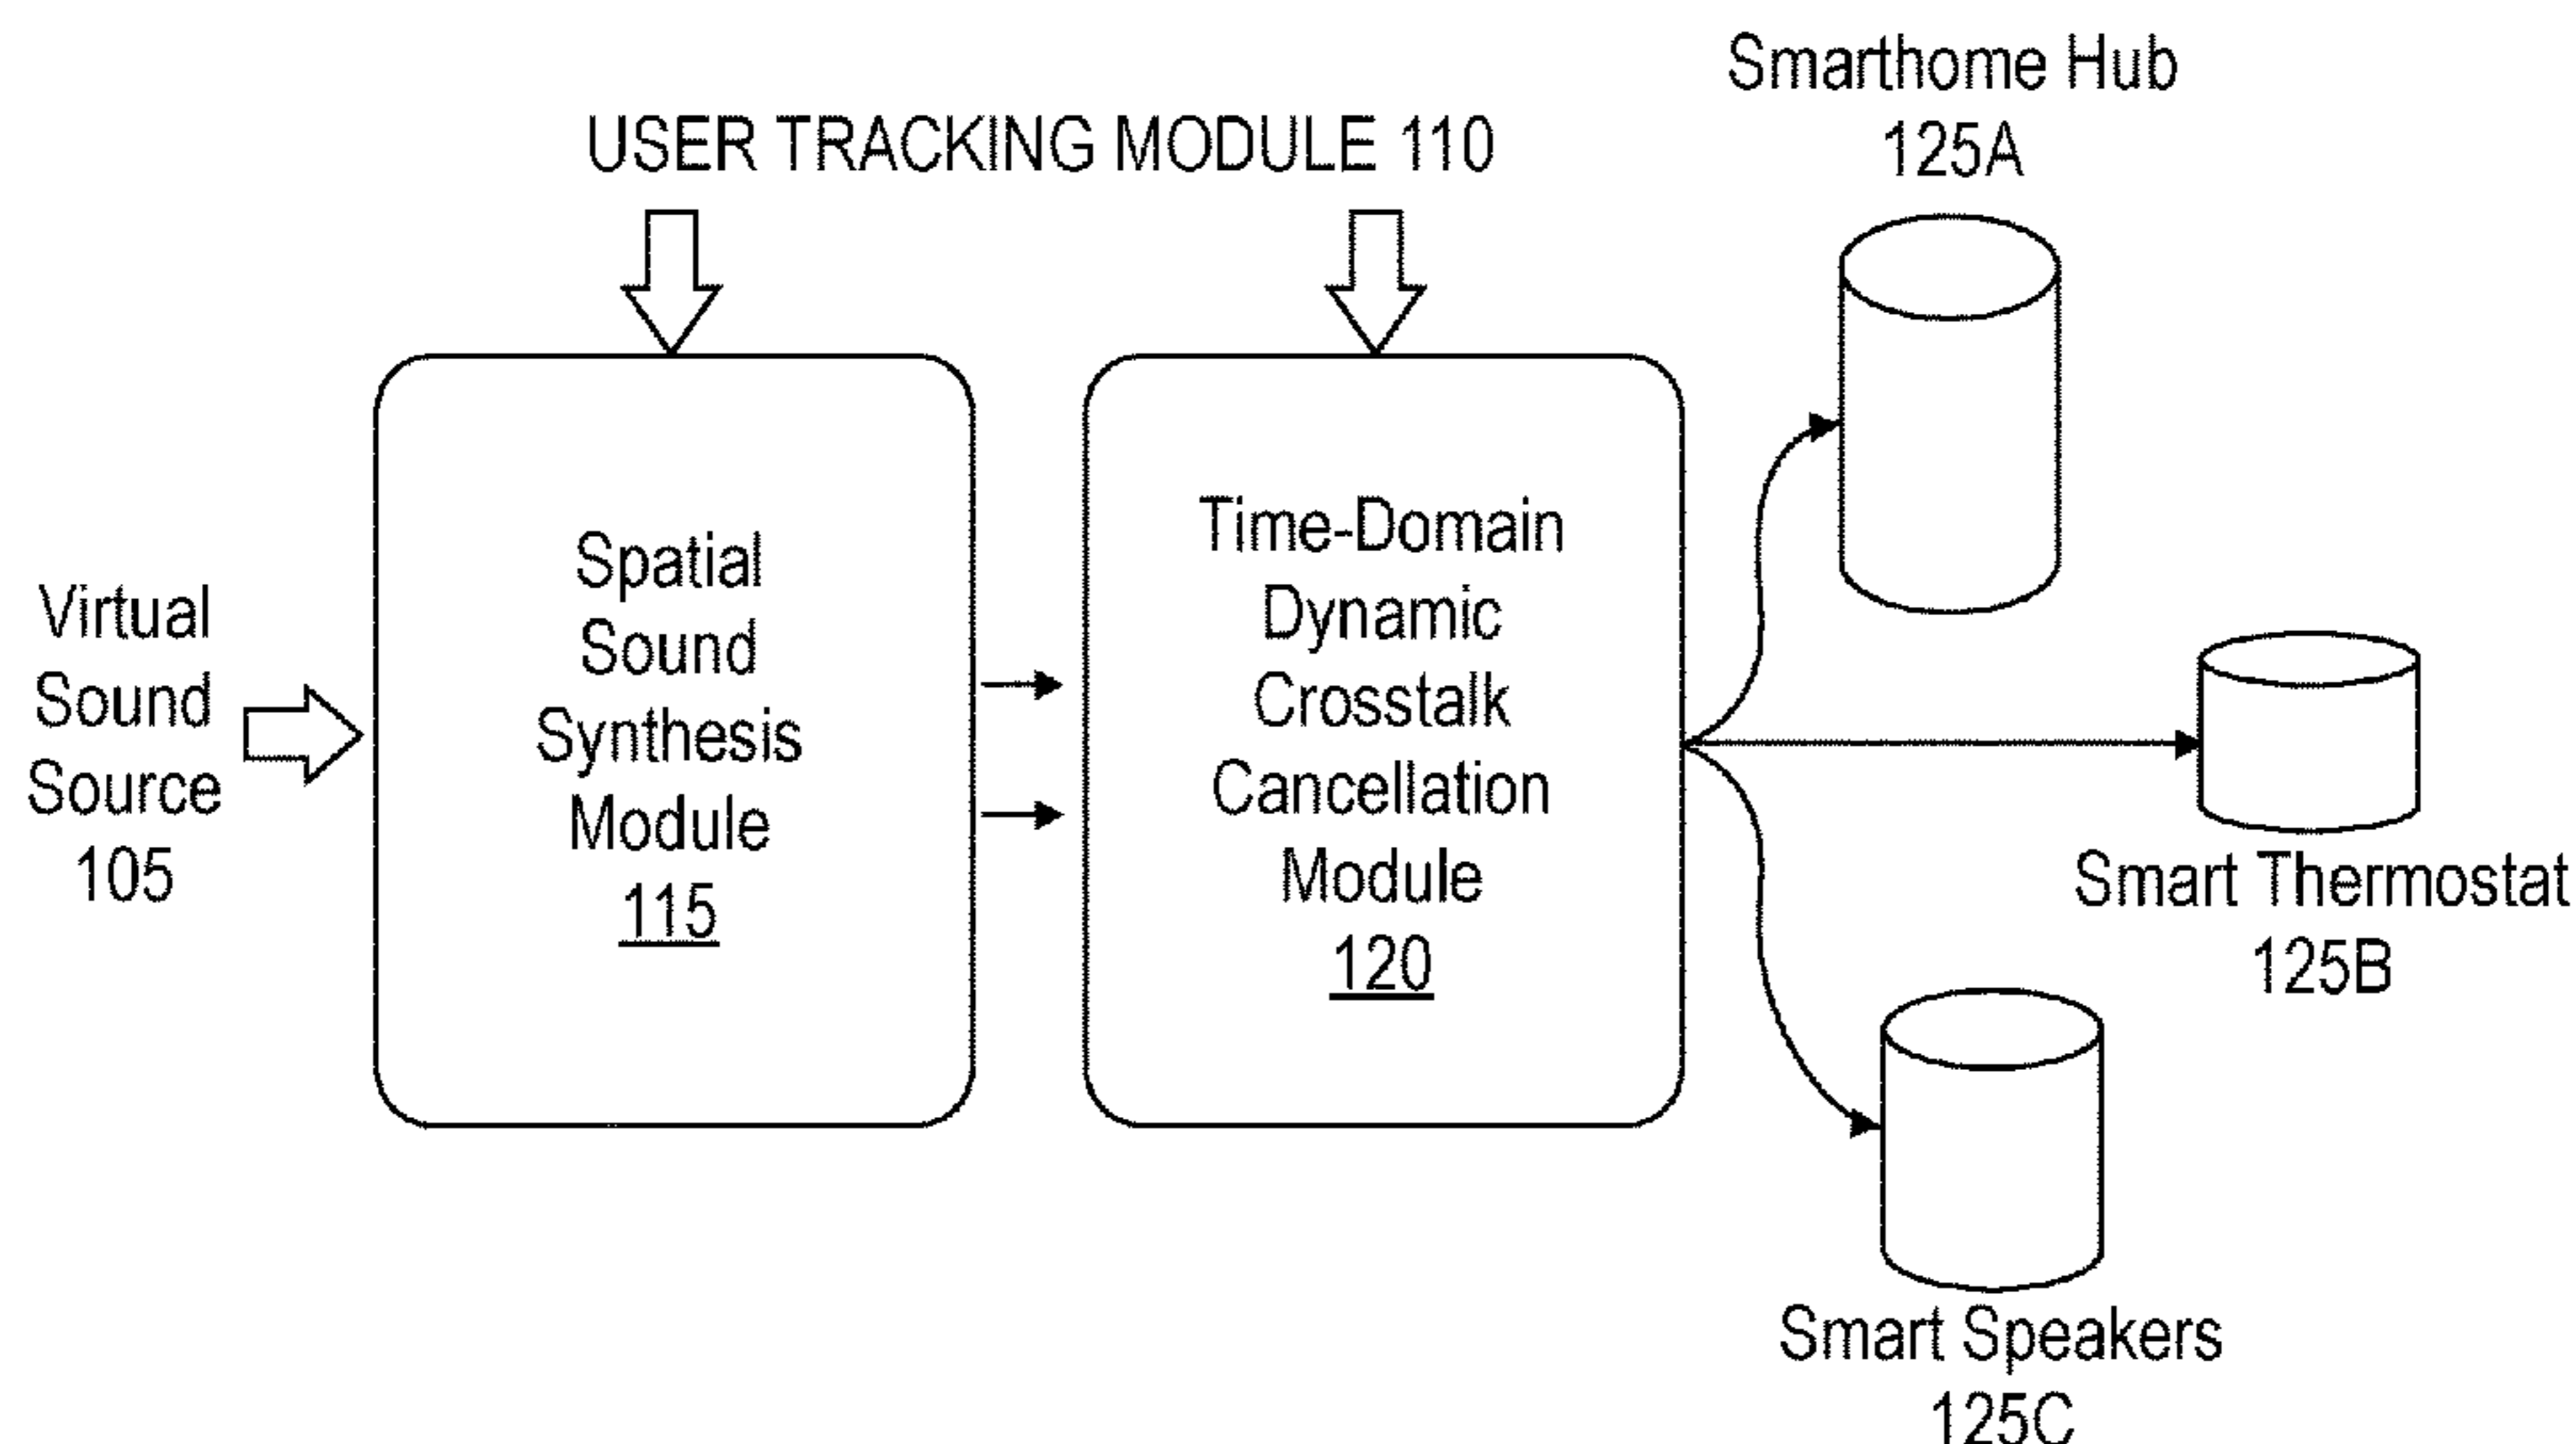 Smarthome Hub
125A
USER TRACKING MODULE 110
Virtual
Sound
Source
105
Spatial
Sound
Synthesis
Module
115
Time-Domain
Dynamic
Crosstalk
Cancellation
Module
120
Smart Thermostat
125B
Smart Speakers
125C